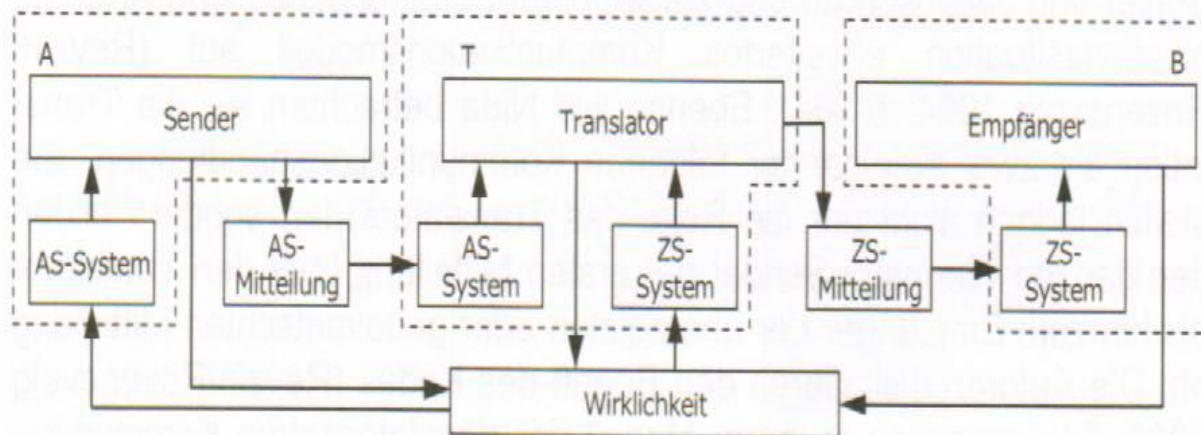 A
T
B
Sender
Translator
Empfänger
AS-System
AS-
Mitteilung
AS-
System
ZS-
System
ZS-
Mitteilung
ZS-
System
Wirklichkeit